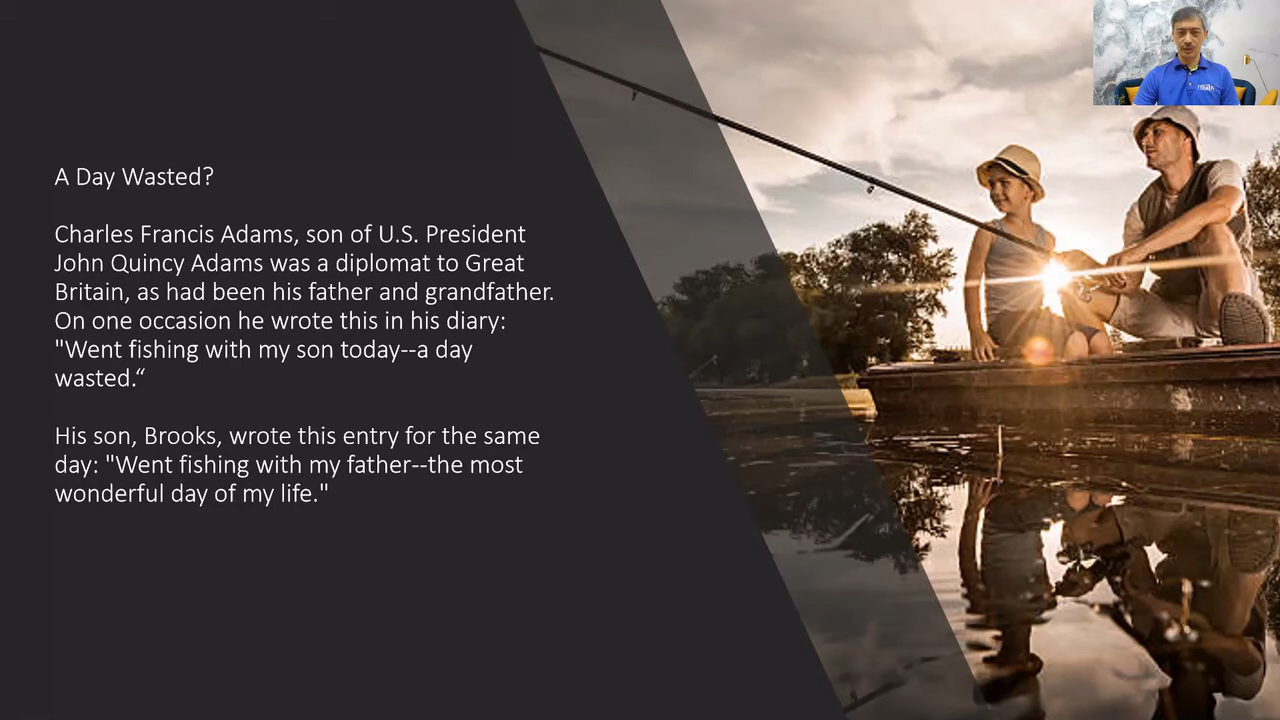 A Day Wasted?
Charles Francis Adams, son of U.S. President
John Quincy Adams was a diplomat to Great
Britain, as had been his father and grandfather.
On one occasion he wrote this in his diary:
"Went fishing with my son today--a day
wasted.“
His son, Brooks, wrote this entry for the same
day: "Went fishing with my father--the most
wonderful day of my life."